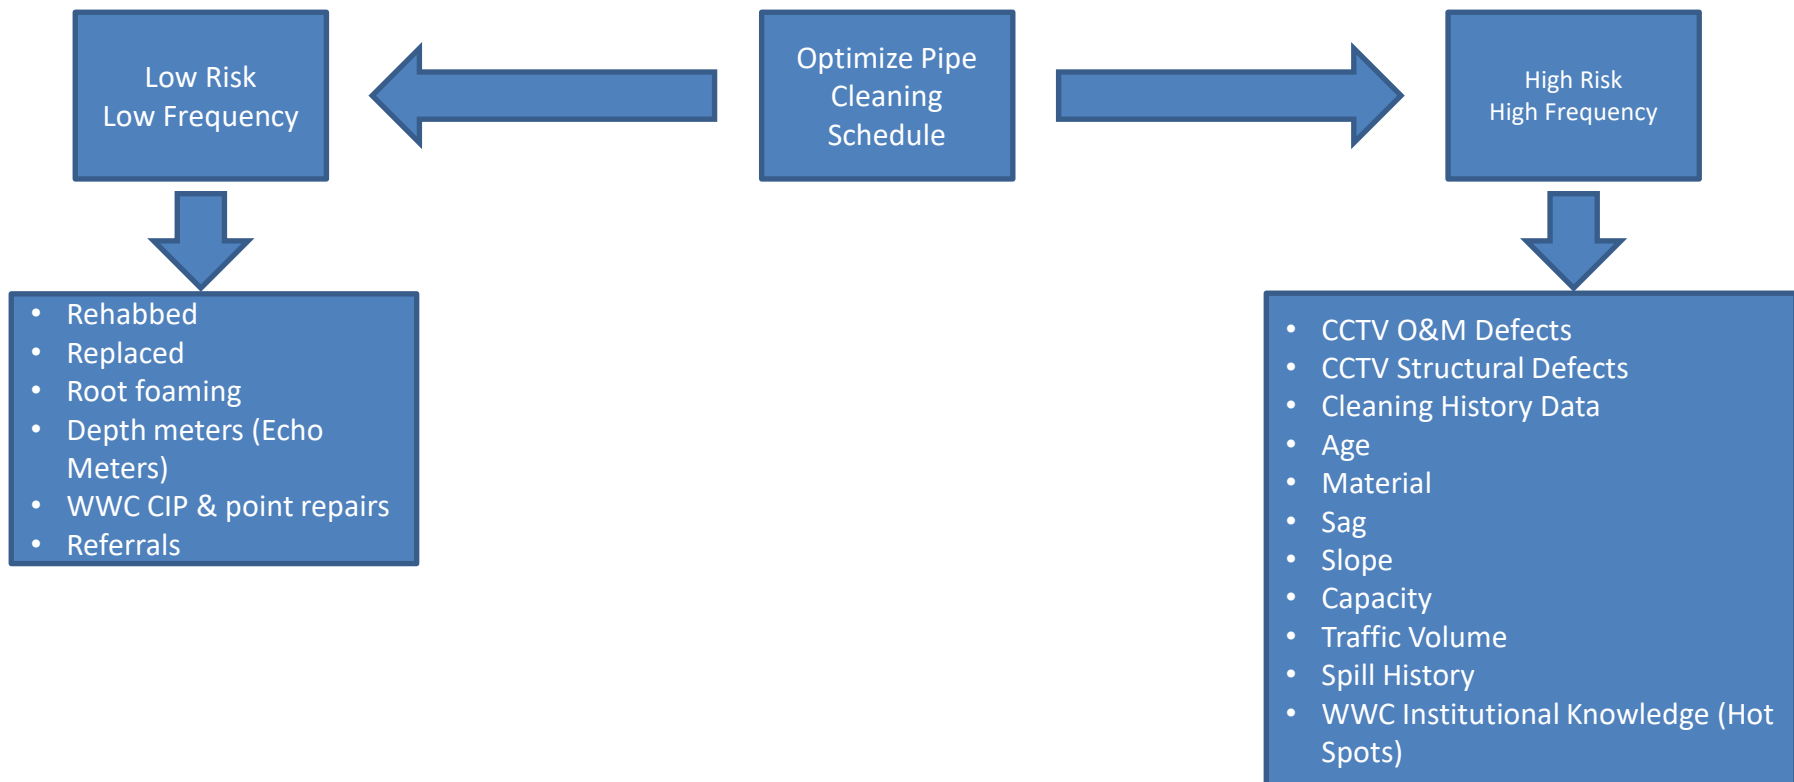 Low Risk
Low Frequency
Optimize Pipe
Cleaning
Schedule
High Risk
High Frequency
• Rehabbed
• Replaced
• Root foaming
• Depth meters (Echo
Meters)
• WWC CIP & point repairs
• Referrals
• CCTV O&M Defects
• CCTV Structural Defects
• Cleaning History Data
• Age
• Material
• Sag
• Slope
• Capacity
• Traffic Volume
• Spill History
• WWC Institutional Knowledge (Hot
Spots)